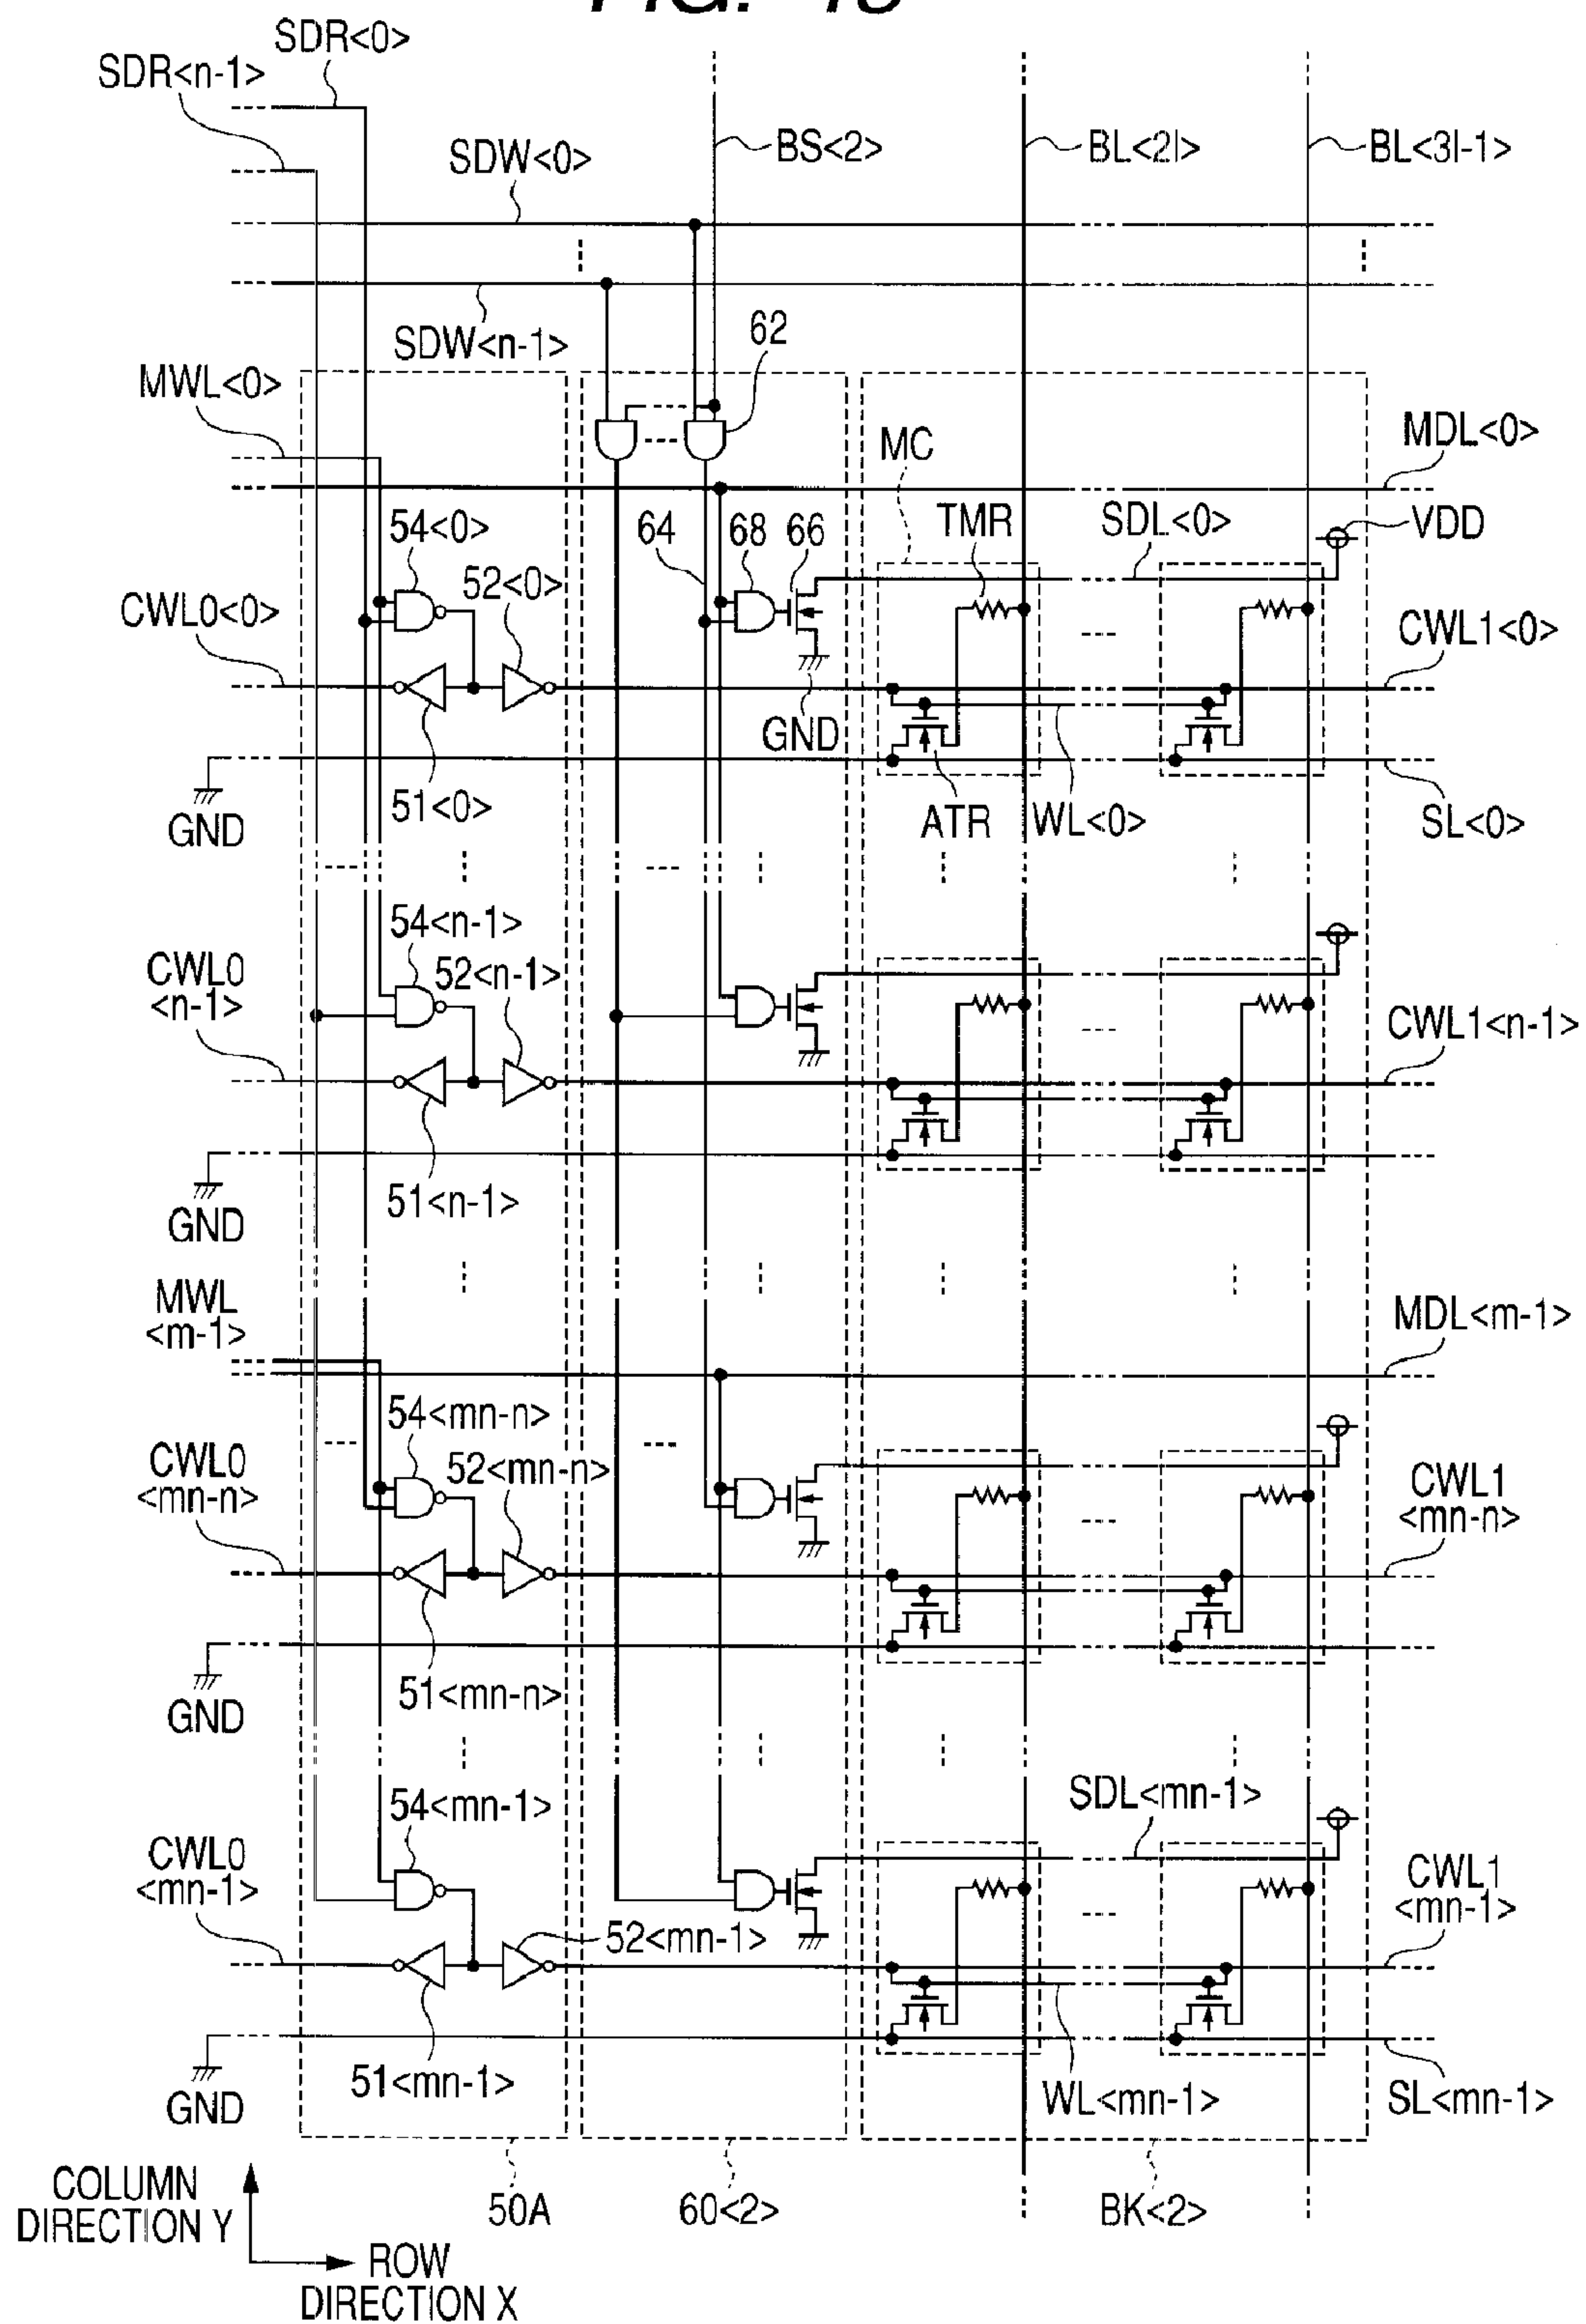 SDR<0>
SDR<n-1>
BS<2>
BL<2l>
BL<3l-1>
SDW<0>
SDW<n-1>
62
MWL<0>
MC
MDL<0>
54<0>
64
68
66
TMR
SDL<0>
VDD
52<0>
CWL0<0>
CWL1<0>
GND
51<0>
GND
ATR
WL<0>
SL<0>
54<n-1>
CWL0
<n-1>
52<n-1>
CWL1<n-1>
51<n-1>
GND
MWL
<m-1>
MDL<m-1>
54<mn-n>
CWL0
<mn-n>
52<mn-n>
CWL1
<mn-n>
51<mn-n>
GND
SDL<mn-1>
54<mn-1>
CWL0
<mn-1>
CWL1
<mn-1>
52<mn-1>
51<mn-1>
GND
WL<mn-1>
SL<mn-1>
COLUMN
DIRECTION Y
50A
60<2>
BK<2>
ROW
DIRECTION X